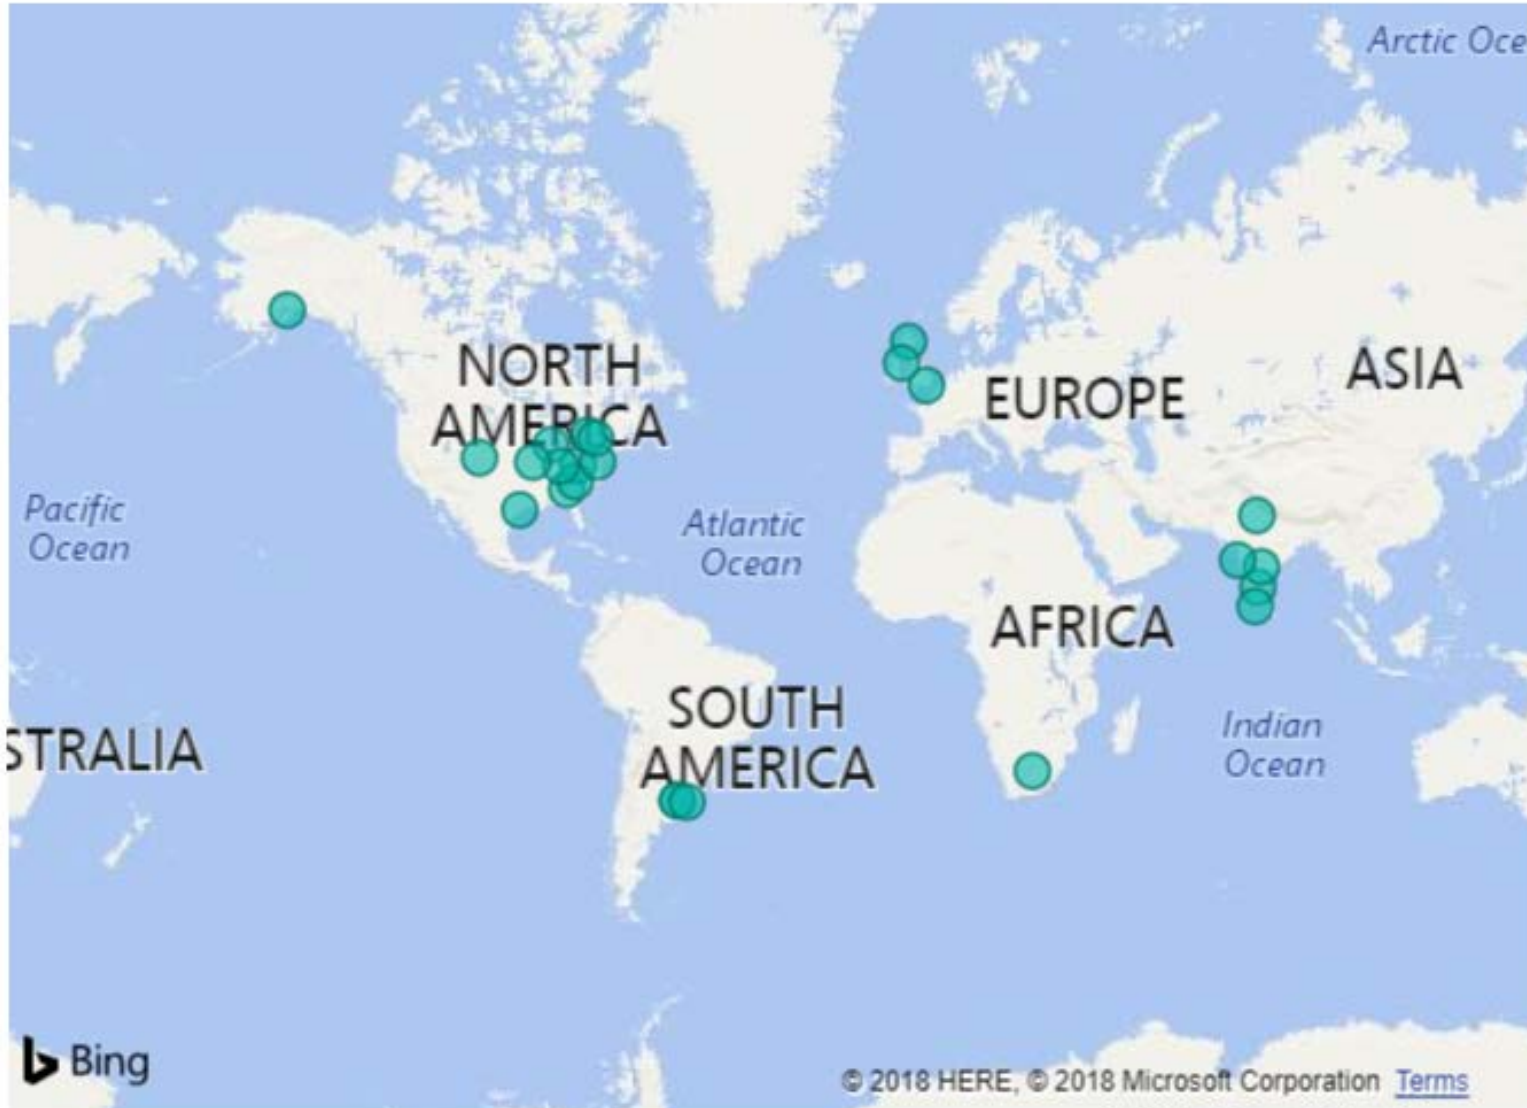 Arctic Oce
NORTH
AMERICA
EUROPE
ASIA
Pacific
Ocean
Atlantic
Ocean
AFRICA
SOUTH
AMERICA
Indian
Ocean
STRALIA
Bing
© 2018 HERE, © 2018 Microsoft Corporation Terms